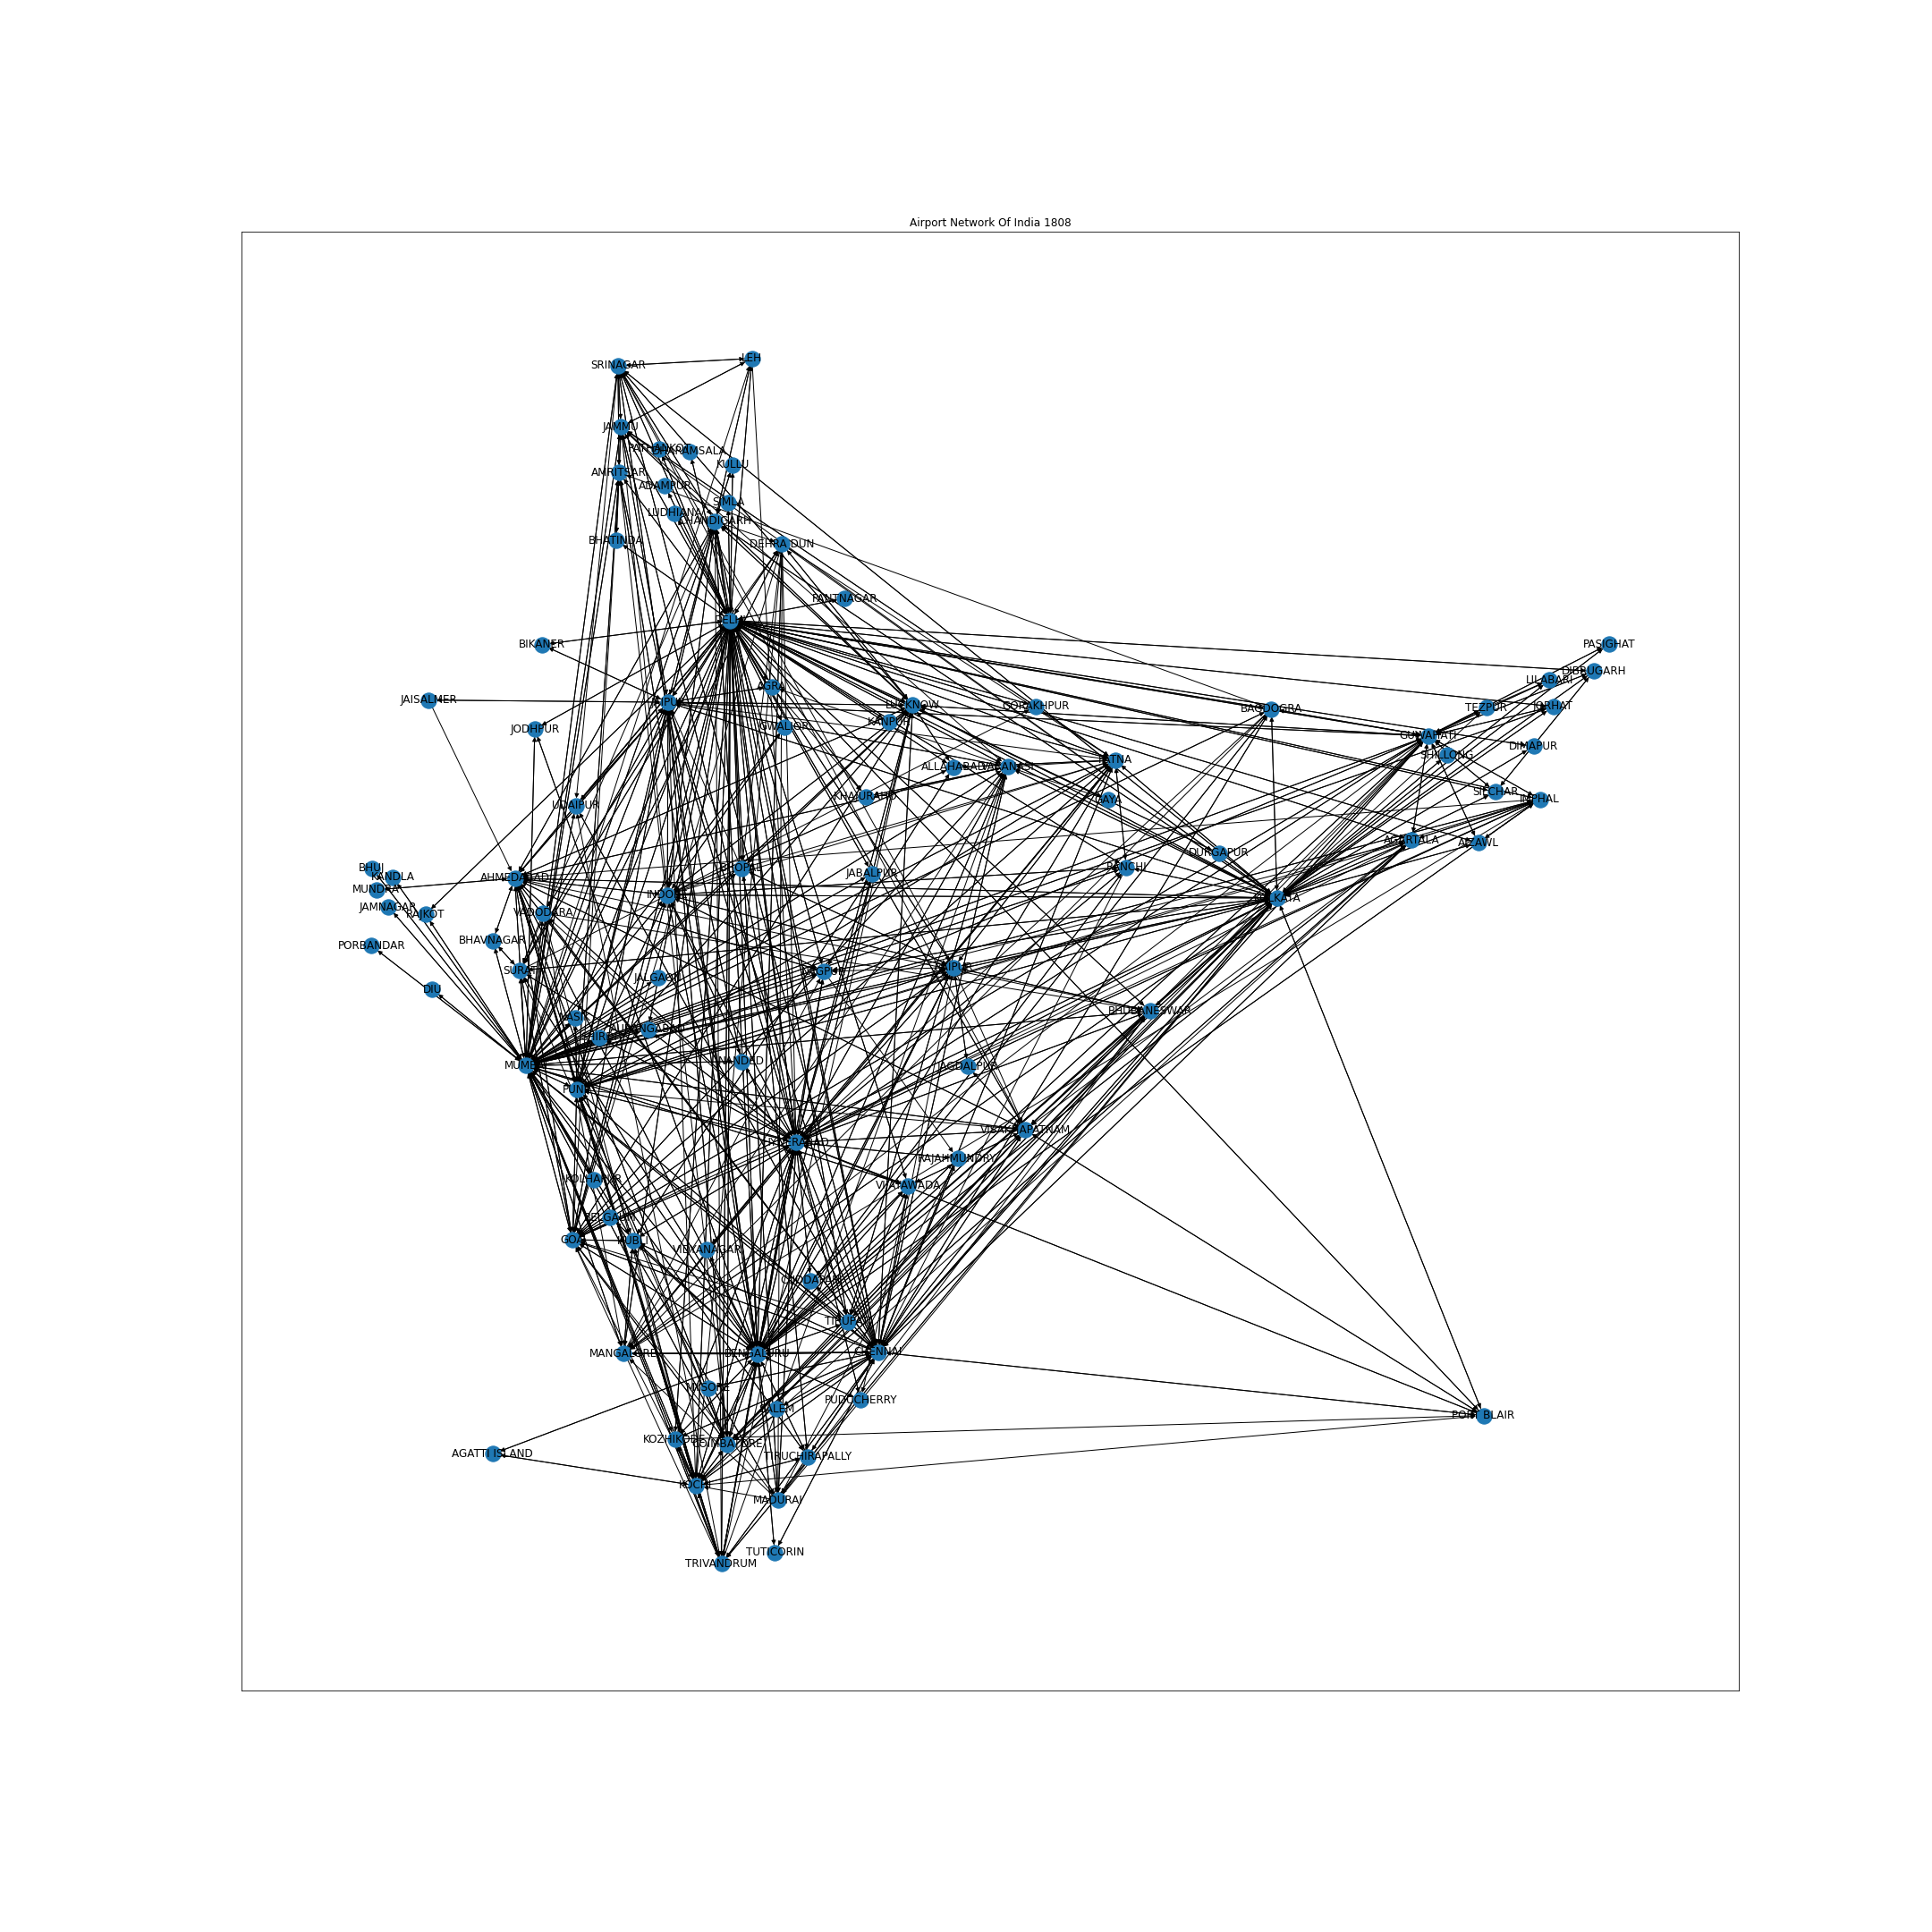 Airport Network Of India 1808
LEH
SRINAGAR
JAMMU
PATHANKOT
DHARAMSALA
KULLU
AMRITSAR
ADAMPUR
SIMLA
LUDHIANA
CHANDIGARH
BHATINDA
DEHRA DUN
PANTNAGAR
DELHI
BIKANER
PASIGHAT
DIBRUGARH
LILABARI
AGRA
JAISALMER
JAIPUR
LUCKNOW
GORAKHPUR
BAGDOGRA
TEZPUR
JORHAT
KANPUR
GWALIOR
JODHPUR
GUWAHATI
DIMAPUR
SHILLONG
PATNA
ALLAHABAD
VARANASI
SILCHAR
KHAJURAHO
GAYA
IMPHAL
UDAIPUR
AGARTALA
AIZAWL
DURGAPUR
BHUJ
BHOPAL
RANCHI
JABALPUR
KANDLA
AHMEDABAD
MUNDRA
INDORE
KOLKATA
JAMNAGAR
RAJKOT
VADODARA
BHAVNAGAR
PORBANDAR
SURAT
NAGPUR
RAIPUR
JALGAON
DIU
BHUBANESWAR
NASIK
AURANGABAD
SHIRDI
NANDED
MUMBAI
JAGDALPUR
PUNE
VISAKHAPATNAM
HYDERABAD
RAJAHMUNDRY
KOLHAPUR
VIJAYAWADA
BELGAUM
GOA
HUBLI
VIDYANAGAR
CUDDAPAH
TIRUPATI
MANGALORE
BENGALURU
CHENNAI
MYSORE
PUDUCHERRY
SALEM
PORT BLAIR
KOZHIKODE
COIMBATORE
AGATTI ISLAND
TIRUCHIRAPALLY
KOCHI
MADURAI
TUTICORIN
TRIVANDRUM